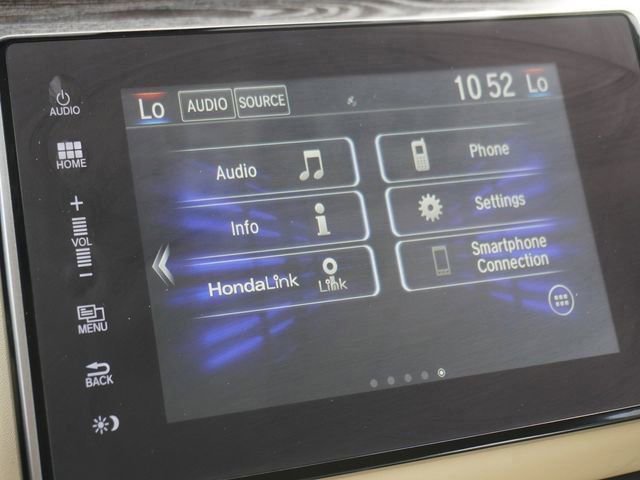 AUDIO
HOME
+
VOL
-
MENU
BACK
Lo AUDIO SOURCE 10 52 Lo
Audio
Phone
Info
Settings
HondaLink Link
Smartphone
Connection